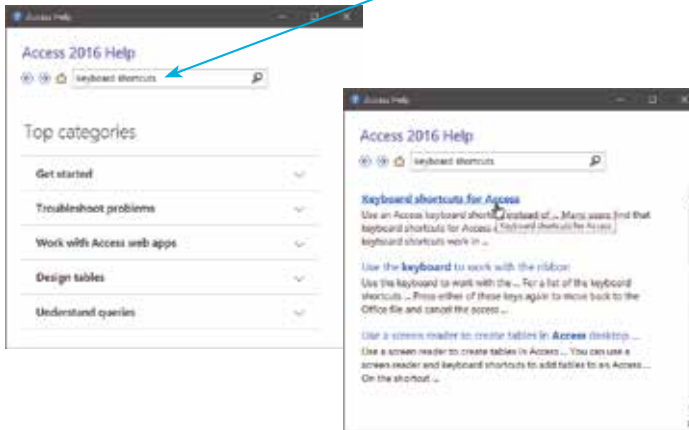 Access Help
Access 2016 Help
keyboard shortcuts
Top categories
Get started
Troubleshoot problems
Work with Access web apps
Design tables
Understand queries
Access Help
Access 2016 Help
keyboard shortcuts
Keyboard shortcuts for Access
Use an Access keyboard shortcut instead of ... Many users find that
keyboard shortcuts for Access
Keyboard shortcuts for Access
keyboard shortcuts work in ...
Use the keyboard to work with the ribbon
Use the keyboard to work with the ... For a list of the keyboard
shortcuts ... Press either of these keys again to move back to the
Office file and cancel the access ...
Use a screen reader to create tables in Access desktop ...
Use a screen reader to create tables in Access ... You can use a
screen reader and keyboard shortcuts to add tables to an Access ...
On the shortcut ...